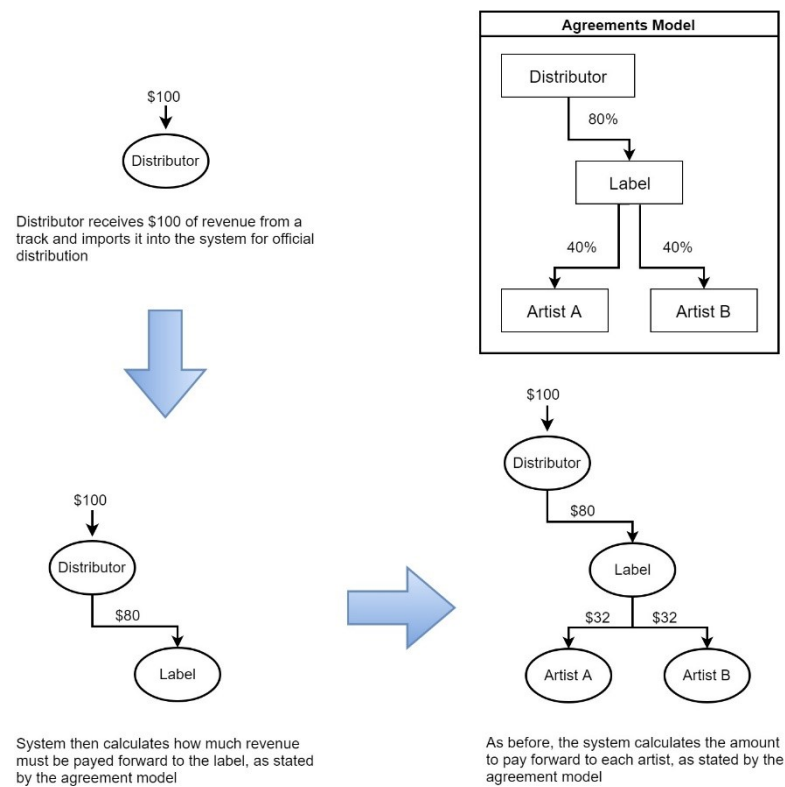 $100
Distributor
Distributor receives $100 of revenue from a
track and imports it into the system for official
distribution
Agreements Model
Distributor
80%
Label
40%
40%
Artist A
Artist B
$100
Distributor
$80
Label
System then calculates how much revenue
must be payed forward to the label, as stated
by the agreement model
$100
Distributor
$80
Label
$32
$32
Artist A
Artist B
As before, the system calculates the amount
to pay forward to each artist, as stated by the
agreement model